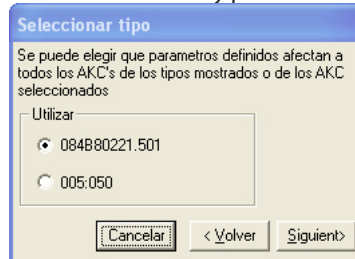 Seleccionar tipo
Se puede elegir que parametros definidos afectan a
todos los AKC's de los tipos mostrados o de los AKC
seleccionados
Utilizar
084B80221.501
005:050
Cancelar
< Volver
Siguient>